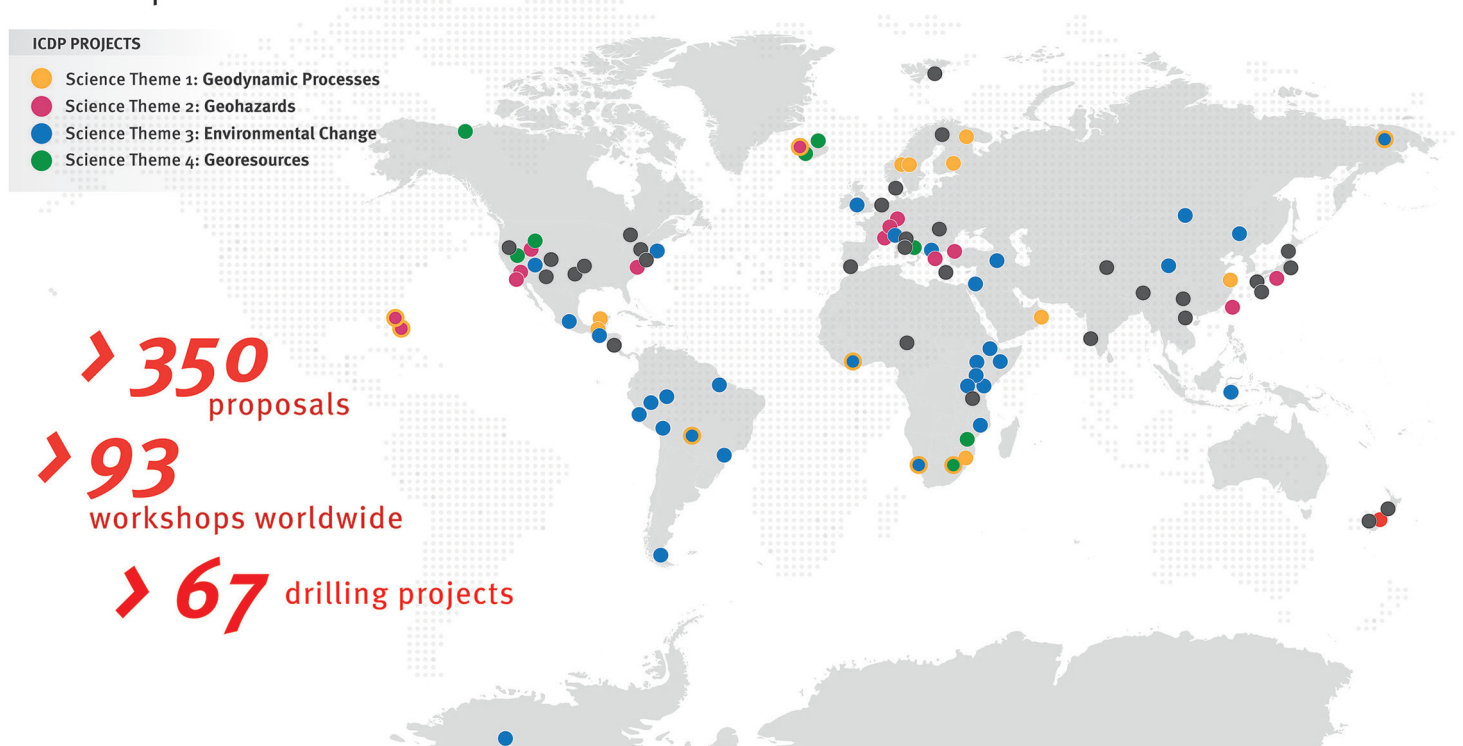 ICDP PROJECTS
Science Theme 1: Geodynamic Processes
Science Theme 2: Geohazards
Science Theme 3: Environmental Change
Science Theme 4: Georesources
> 350
proposals
> 93
workshops worldwide
> 67 drilling projects